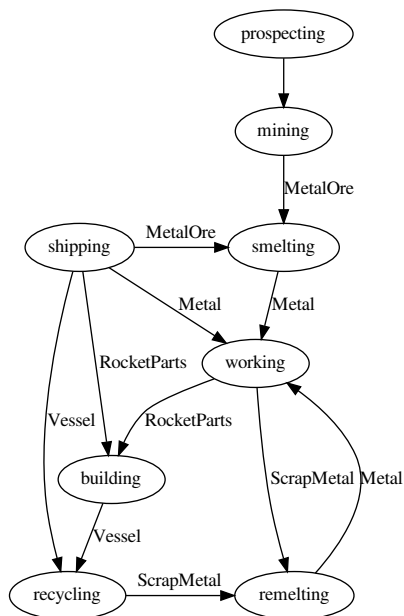 prospecting
mining
MetalOre
shipping
MetalOre
smelting
Metal
Metal
working
RocketParts
Vessel
RocketParts
building
ScrapMetal
Metal
Vessel
recycling
ScrapMetal
remelting